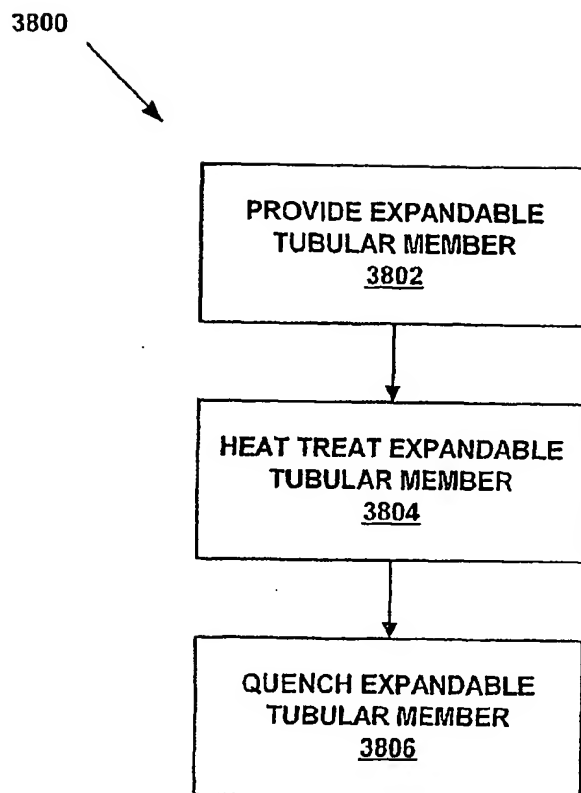 3800
PROVIDE EXPANDABLE
TUBULAR MEMBER
3802
HEAT TREAT EXPANDABLE
TUBULAR MEMBER
3804
QUENCH EXPANDABLE
TUBULAR MEMBER
3806